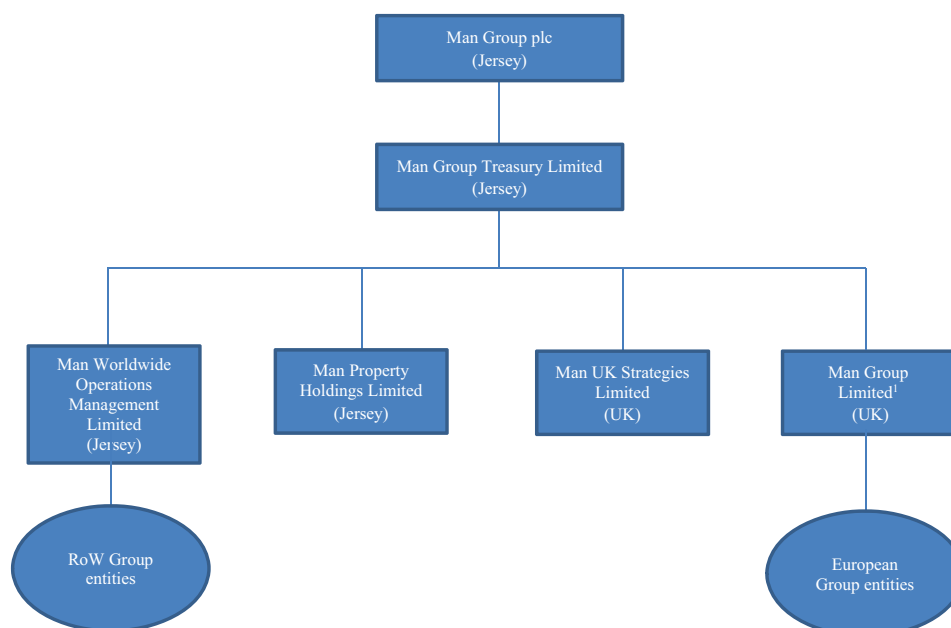 Man Group plc
(Jersey)
Man Group Treasury Limited
(Jersey)
Man Worldwide
Operations
Management
Limited
(Jersey)
Man Property
Holdings Limited
(Jersey)
Man UK Strategies
Limited
(UK)
Man Group
Limited¹
(UK)
RoW Group
entities
European
Group entities